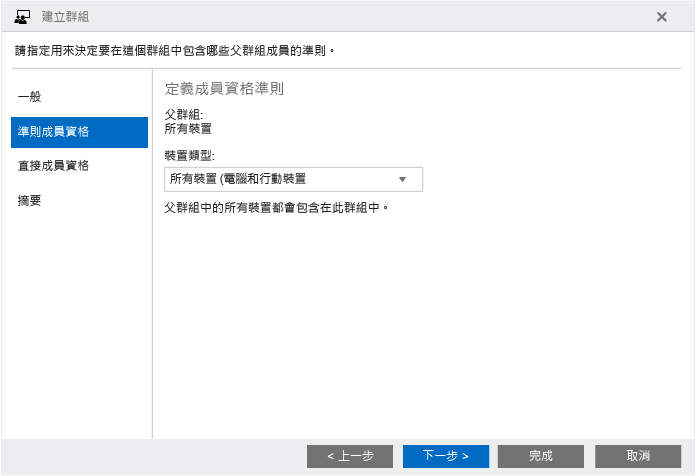 建立群組
請指定用來決定要在這個群組中包含哪些父群組成員的準則。
一般
準則成員資格
直接成員資格
摘要
定義成員資格準則
父群組:
所有裝置
裝置類型:
所有裝置 (電腦和行動裝置
父群組中的所有裝置都會包含在此群組中。
< 上一步
下一步 >
完成
取消